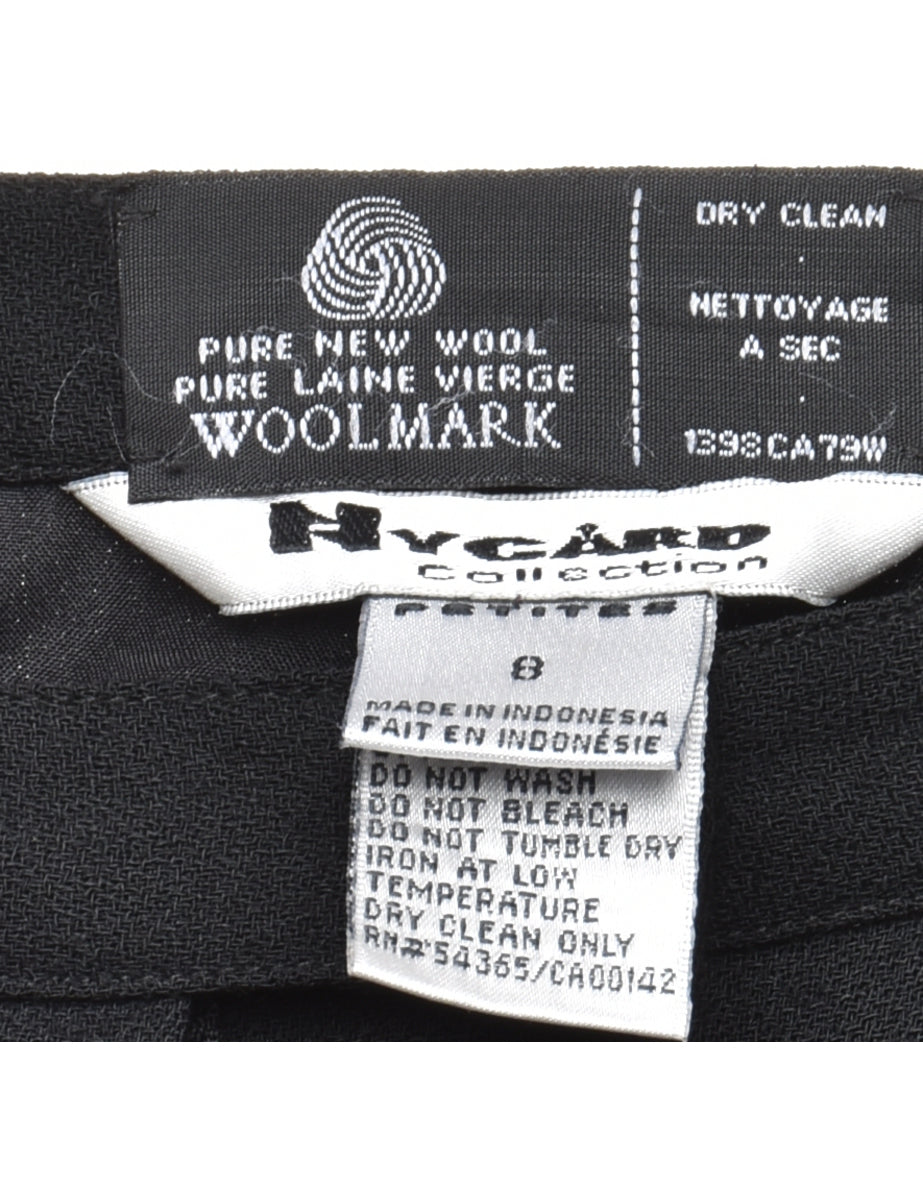 PURE NEW WOOL
PURE LAINE VIERGE
WOOLMARK
DRY CLEAN
NETTOYAGE
A SEC
1398CA79W
HYCÅRD
Collection
PETITES
8
MADE IN INDONESIA
FAIT EN INDONÉSIE
DO NOT WASH
DO NOT BLEACH
DO NOT TUMBLE DRY
IRON AT LOW
TEMPERATURE
DRY CLEAN ONLY
RN#54365/CA00142